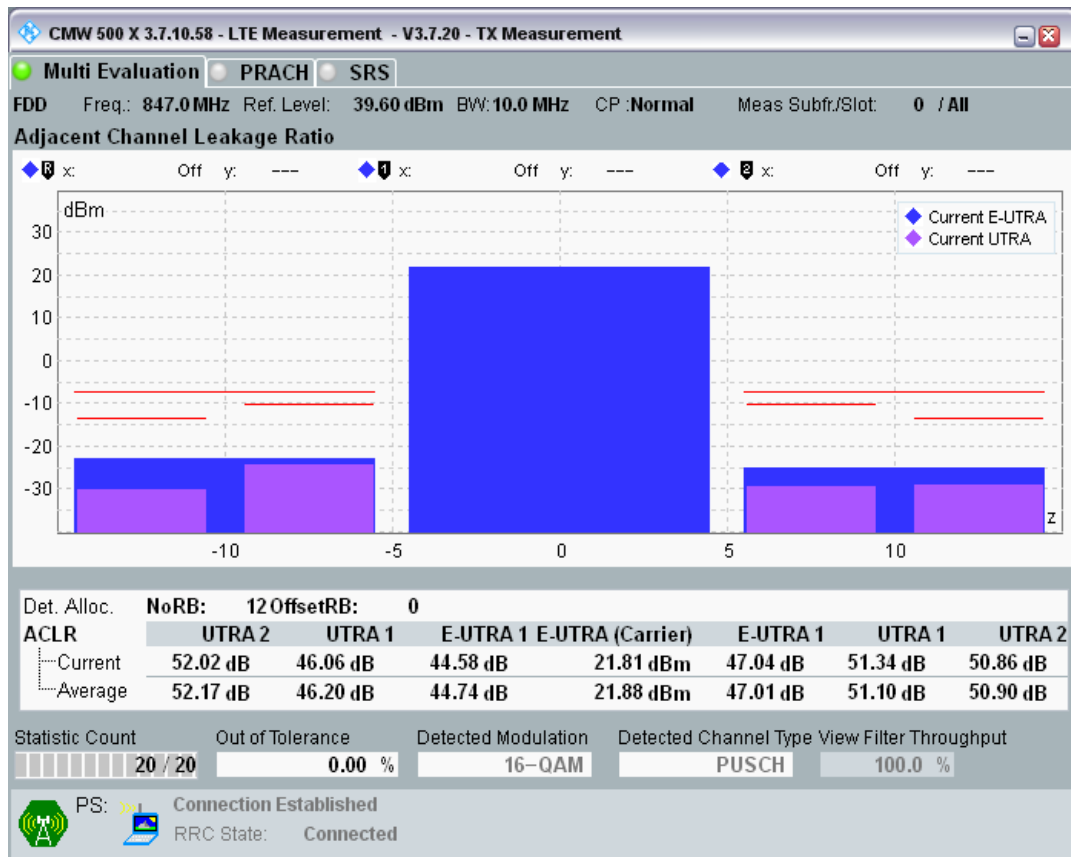 CMW 500 X 3.7.10.58 - LTE Measurement - V3.7.20 - TX Measurement
Multi Evaluation PRACH SRS
FDD Freq.: 847.0 MHz Ref. Level: 39.60 dBm BW: 10.0 MHz CP :Normal Meas Subfr./Slot: 0 / All
Adjacent Channel Leakage Ratio
R x: Off y: --- 1 x: Off y: --- 2 x: Off y: ---
dBm
Current E-UTRA
Current UTRA
30
20
10
0
-10
-20
-30
z
-10 -5 0 5 10
Det. Alloc. NoRB: 12 OffsetRB: 0
ACLR UTRA 2 UTRA 1 E-UTRA 1 E-UTRA (Carrier) E-UTRA 1 UTRA 1 UTRA 2
Current 52.02 dB 46.06 dB 44.58 dB 21.81 dBm 47.04 dB 51.34 dB 50.86 dB
Average 52.17 dB 46.20 dB 44.74 dB 21.88 dBm 47.01 dB 51.10 dB 50.90 dB
Statistic Count Out of Tolerance Detected Modulation Detected Channel Type View Filter Throughput
20 / 20 0.00 % 16-QAM PUSCH 100.0 %
PS: Connection Established
RRC State: Connected